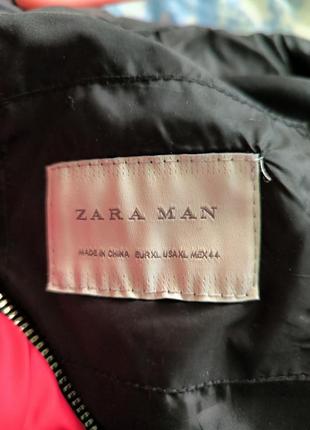 ZARA MAN
MADE IN CHINA EUR XL USA XL MEX 44